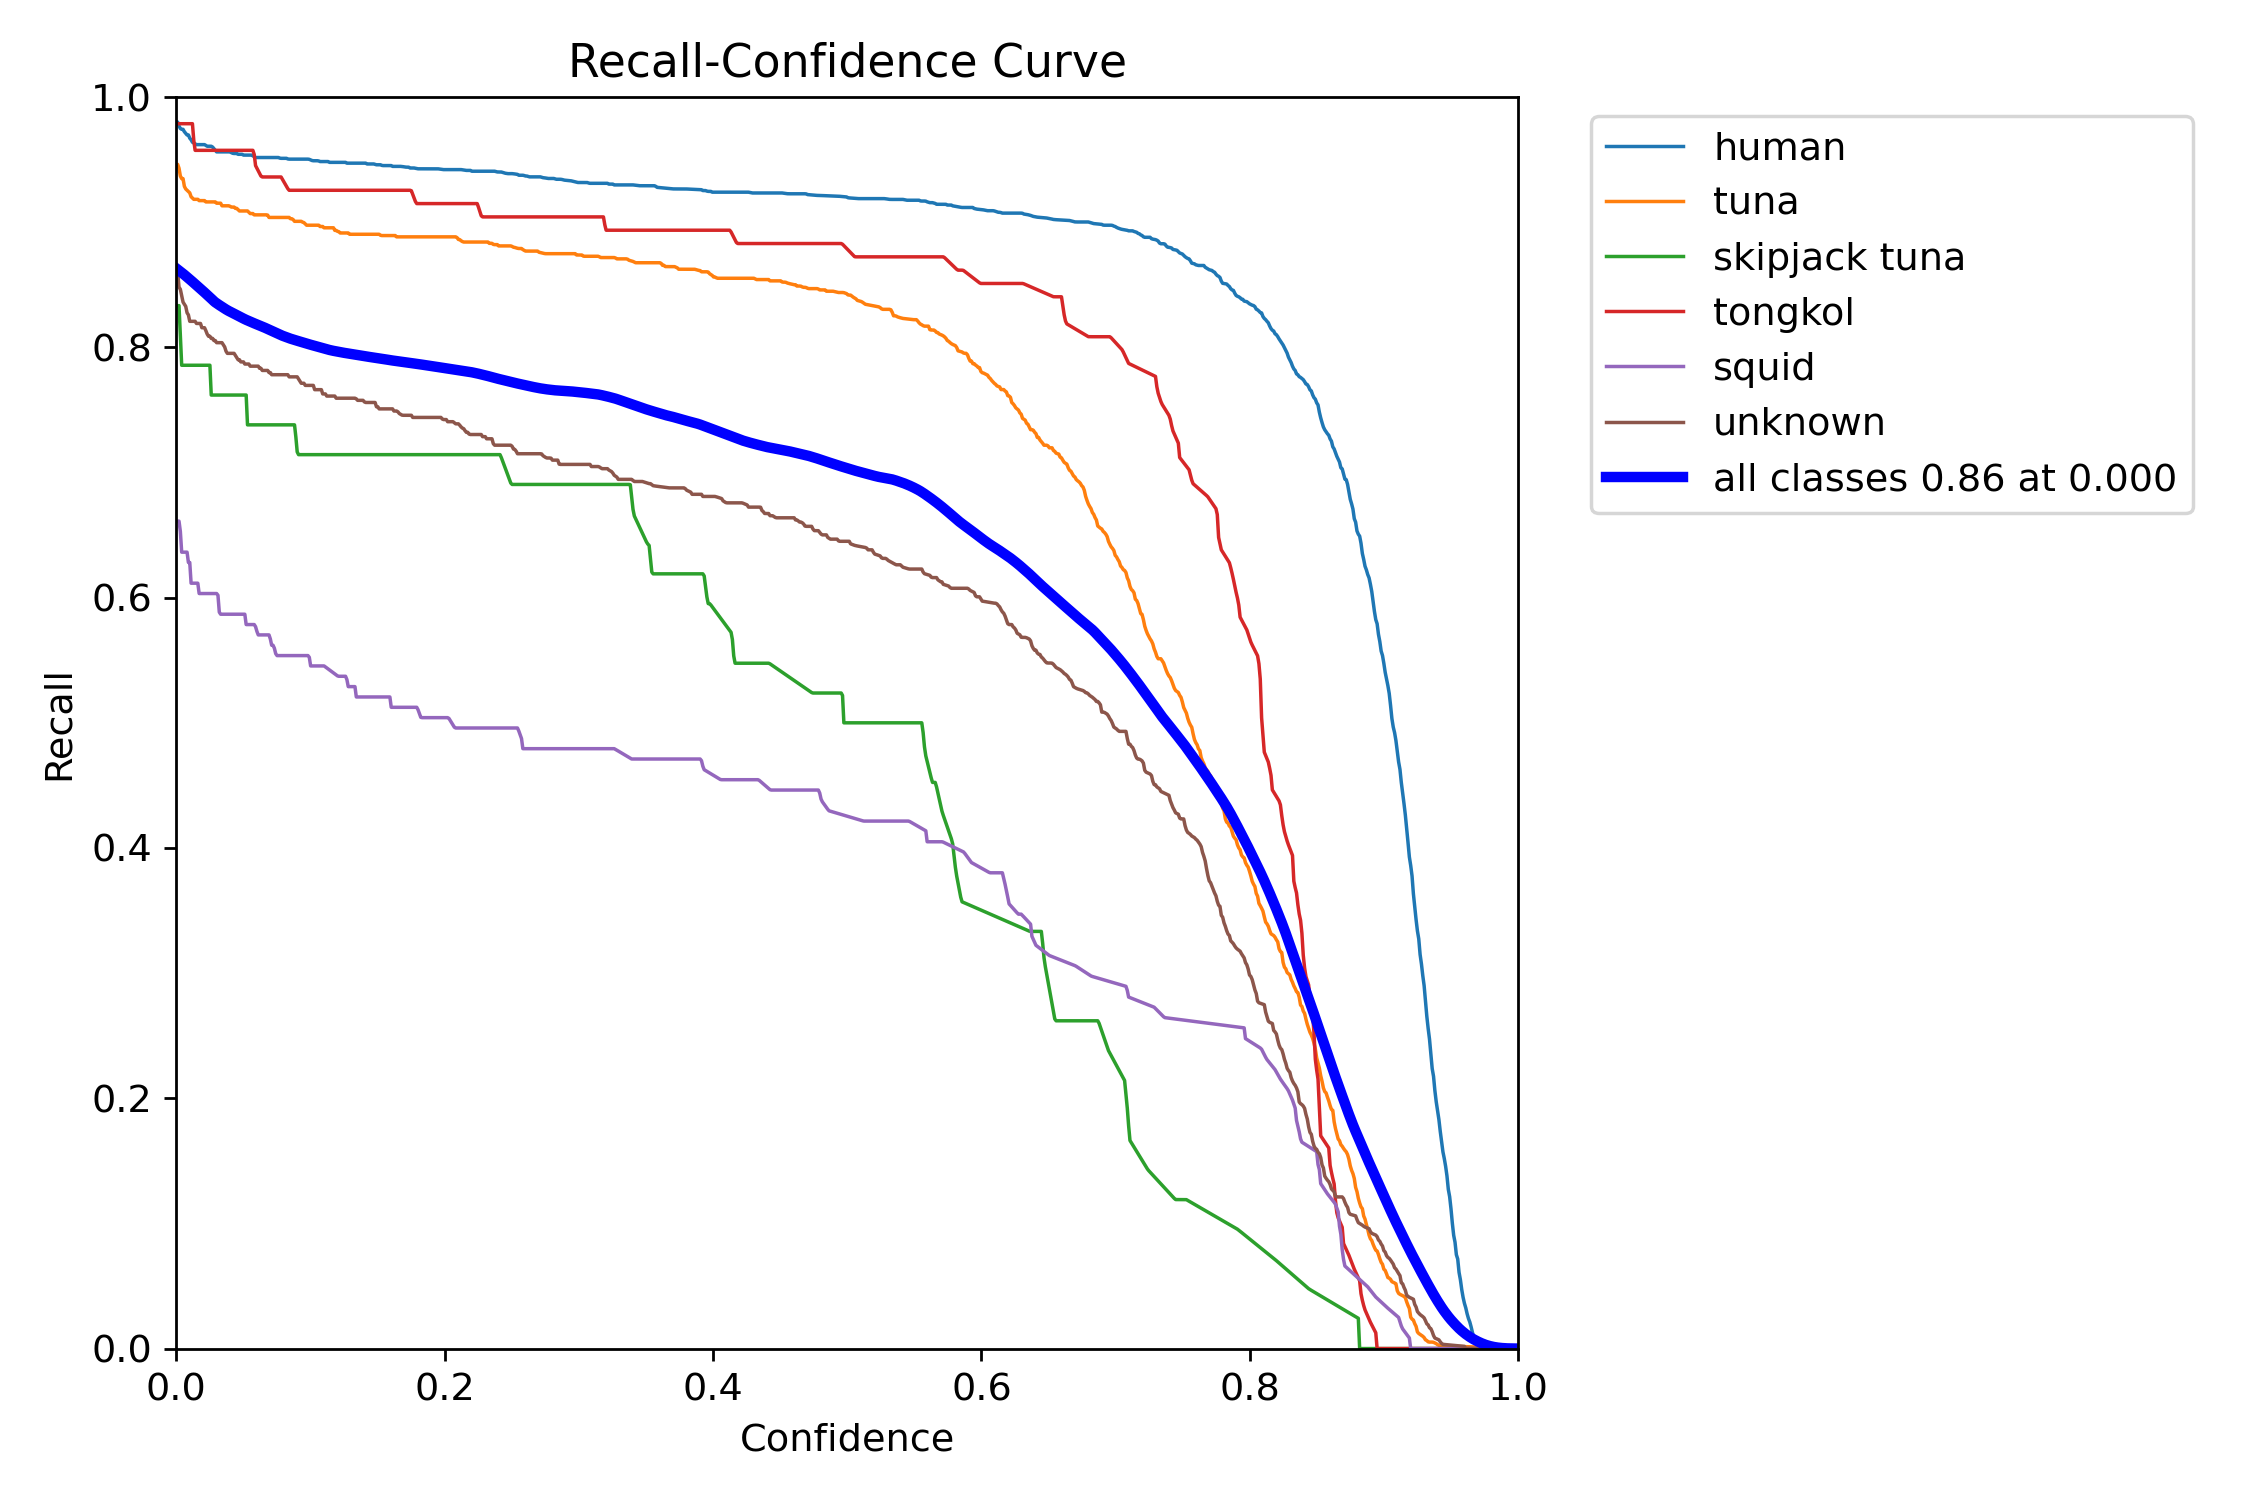 Recall-Confidence Curve
1.0
0.8
0.6
0.4
0.2
0.0
Recall
0.0 0.2 0.4 0.6 0.8 1.0
Confidence
human
tuna
skipjack tuna
tongkol
squid
unknown
all classes 0.86 at 0.000